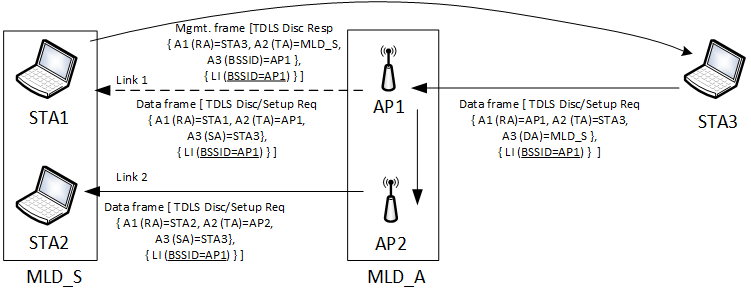 Mgmt. frame [TDLS Disc Resp
{ A1 (RA)=STA3, A2 (TA)=MLD_S,
A3 (BSSID)=AP1 },
{ LI (BSSID=AP1) } ]
Link 1
STA1
AP1
STA3
Data frame [ TDLS Disc/Setup Req
{ A1 (RA)=STA1, A2 (TA)=AP1,
A3 (SA)=STA3},
{ LI (BSSID=AP1) } ]
Data frame [ TDLS Disc/Setup Req
{ A1 (RA)=AP1, A2 (TA)=STA3,
A3 (DA)=MLD_S },
{ LI (BSSID=AP1) } ]
Link 2
STA2
AP2
Data frame [ TDLS Disc/Setup Req
{ A1 (RA)=STA2, A2 (TA)=AP2,
A3 (SA)=STA3},
{ LI (BSSID=AP1) } ]
MLD_S
MLD_A